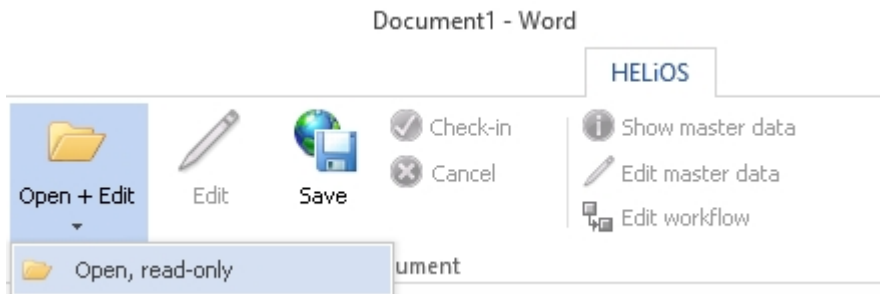 Document1 - Word
HELiOS
Check-in
Show master data
Cancel
Edit master data
Open + Edit
Edit
Save
Edit workflow
Open, read-only
ument